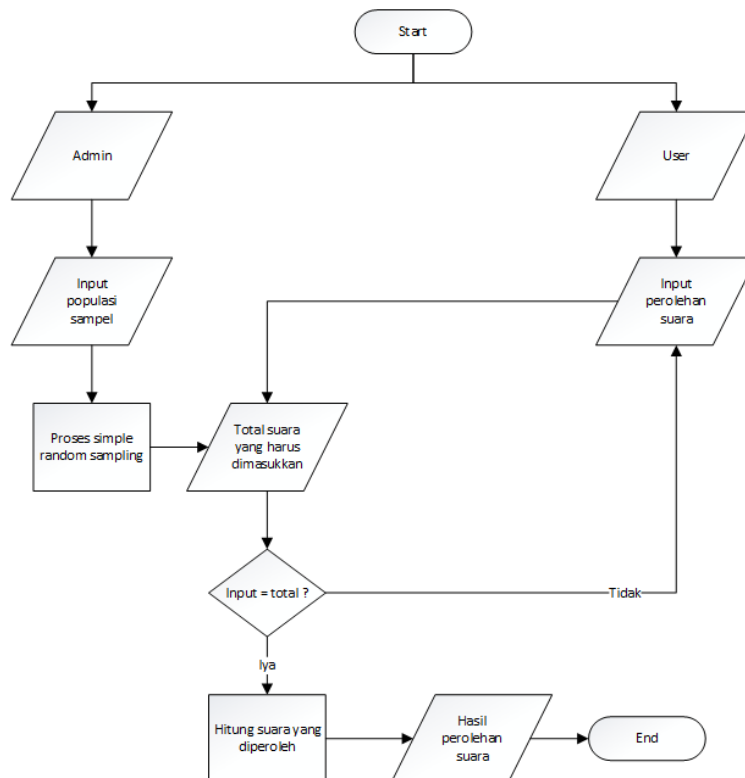 Start
Admin
User
Input
populasi
sampel
Input
perolehan
suara
Proses simple
random sampling
Total suara
yang harus
dimasukkan
Input = total ?
Tidak
Iya
Hitung suara yang
diperoleh
Hasil
perolehan
suara
End